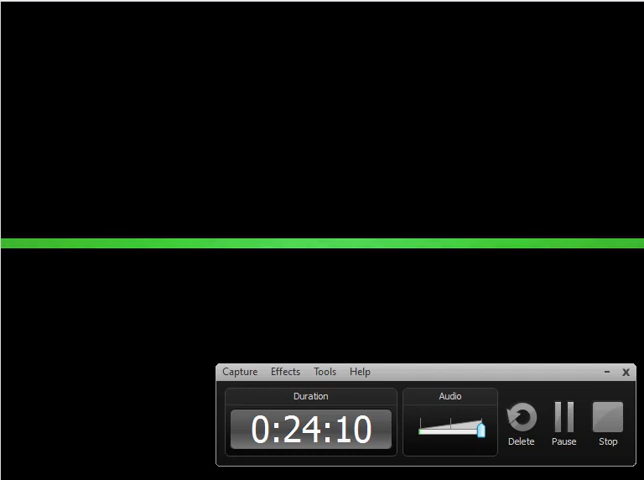 Capture Effects Tools Help
– x
Duration
Audio
0:24:10
Delete
Pause
Stop